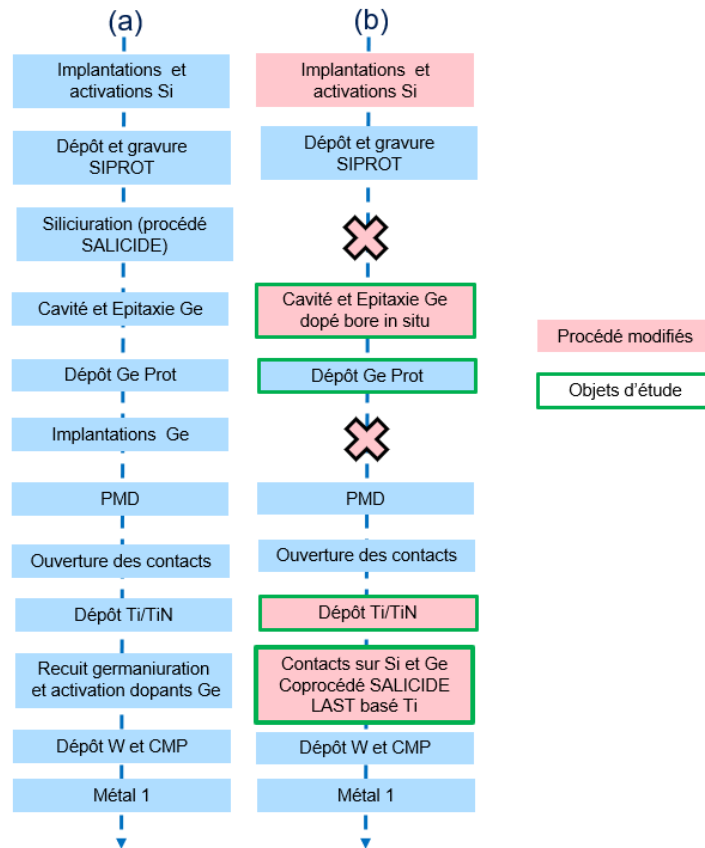 (a)
Implantations et
activations Si
Dépôt et gravure
SIPROT
Siliciuration (procédé
SALICIDE)
Cavité et Epitaxie Ge
Dépôt Ge Prot
Implantations Ge
PMD
Ouverture des contacts
Dépôt Ti/TiN
Recuit germaniuration
et activation dopants Ge
Dépôt W et CMP
Métal 1
(b)
Implantations et
activations Si
Dépôt et gravure
SIPROT
Cavité et Epitaxie Ge
dopé bore in situ
Dépôt Ge Prot
PMD
Ouverture des contacts
Dépôt Ti/TiN
Contacts sur Si et Ge
Coprocédé SALICIDE
LAST basé Ti
Dépôt W et CMP
Métal 1
Procédé modifiés
Objets d'étude